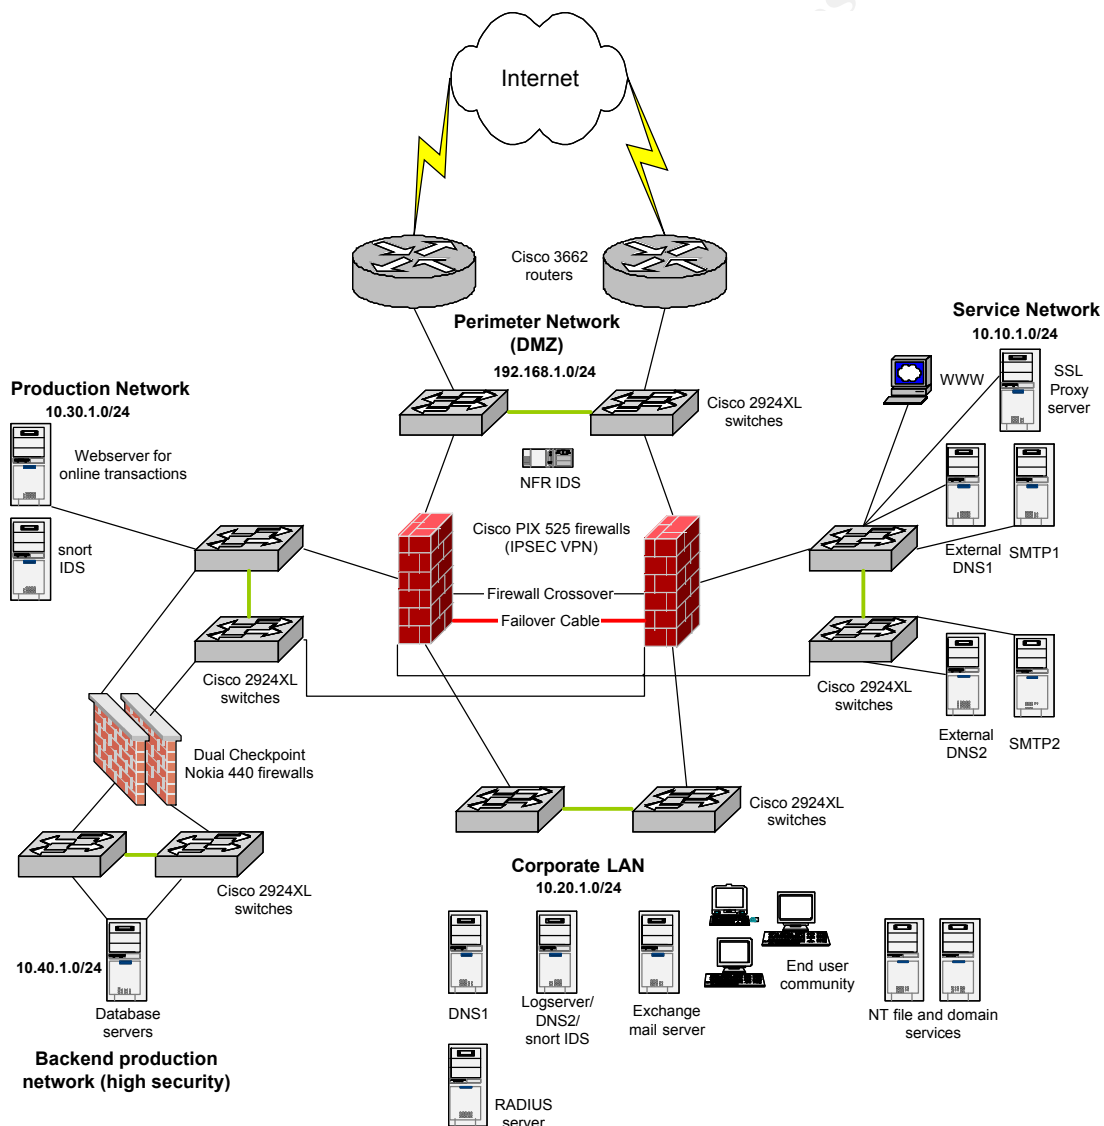 Internet
Cisco 3662
routers
Perimeter Network
(DMZ)
192.168.1.0/24
Service Network
10.10.1.0/24
WWW
SSL
Proxy
server
Production Network
10.30.1.0/24
Webserver for
online transactions
Cisco 2924XL
switches
NFR IDS
snort
IDS
Cisco PIX 525 firewalls
(IPSEC VPN)
External
DNS1
SMTP1
Firewall Crossover
Failover Cable
Cisco 2924XL
switches
Cisco 2924XL
switches
External
DNS2
SMTP2
Dual Checkpoint
Nokia 440 firewalls
Cisco 2924XL
switches
Corporate LAN
10.20.1.0/24
Cisco 2924XL
switches
10.40.1.0/24
Database
servers
Backend production
network (high security)
DNS1
Logserver/
DNS2/
snort IDS
Exchange
mail server
End user
community
NT file and domain
services
RADIUS
server